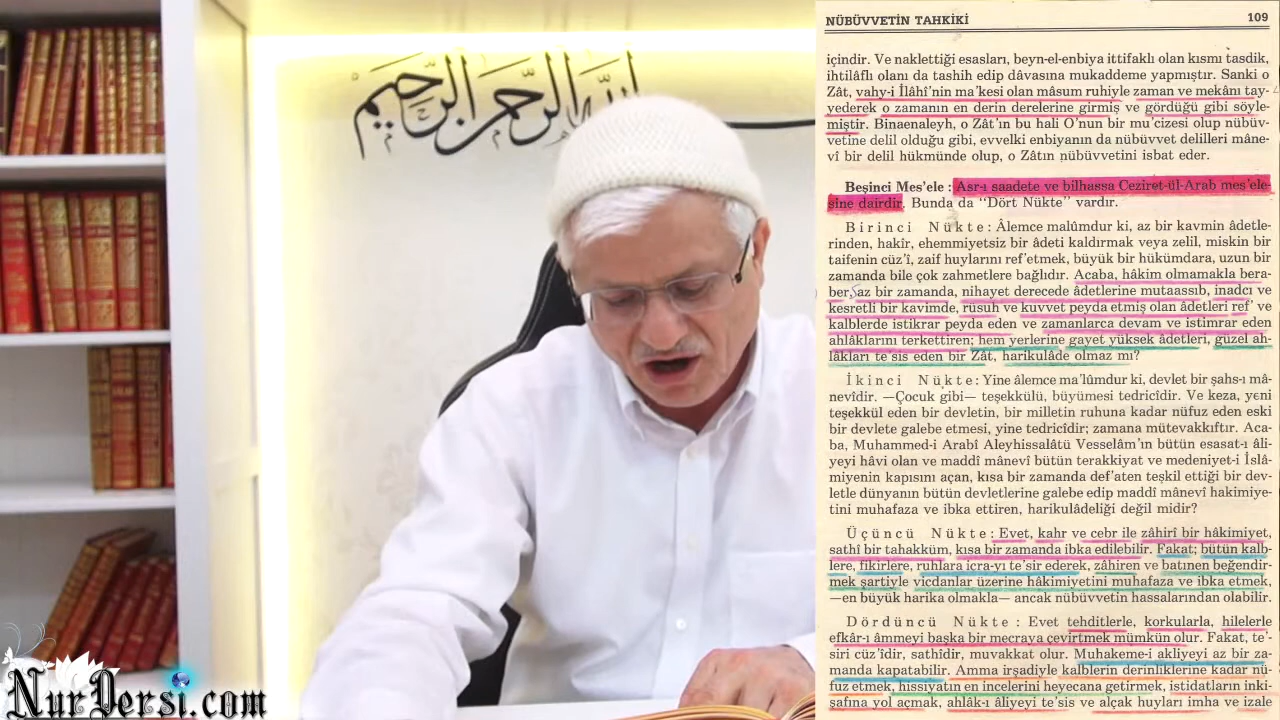 بسم الله الرحمن الرحيم
NurDersi.com
NÜBÜVVETİN TAHKİKİ 109
içindir. Ve naklettiği esasları, beyn-el-enbiya ittifaklı olan kısmı tasdik,
ihtilâflı olanı da tashih edip dâvasına mukaddeme yapmıştır. Sanki o
Zât, vahy-i İlâhî'nin ma'kesi olan mâsum ruhiyle zaman ve mekânı tay-
yederek o zamanın en derin derelerine girmiş ve gördüğü gibi söyle-
miştir. Binaenaleyh, o Zât'ın bu hali O'nun bir mu'cizesi olup nübüv-
vetine delil olduğu gibi, evvelki enbiyanın da nübüvvet delilleri mâne-
vî bir delil hükmünde olup, o Zâtın nübüvvetini isbat eder.
Beşinci Mes'ele : Asr-ı saadete ve bilhassa Ceziret-ül-Arab mes'ele-
sine dairdir. Bunda da "Dört Nükte" vardır.
Birinci Nükte : Âlemce malûmdur ki, az bir kavmin âdetle-
rinden, hakîr, ehemmiyetsiz bir âdeti kaldırmak veya zelil, miskin bir
taifenin cüz'î, zaif huylarını ref'etmek, büyük bir hükümdara, uzun bir
zamanda bile çok zahmetlere bağlıdır. Acaba, hâkim olmamakla bera-
ber, az bir zamanda, nihayet derecede âdetlerine mutaassıb, inadcı ve
kesretli bir kavimde, rüsuh ve kuvvet peyda etmiş olan âdetleri ref' ve
kalblerde istikrar peyda eden ve zamanlarca devam ve istimrar eden
ahlâklarını terkettiren; hem yerlerine gayet yüksek âdetleri, güzel ah-
lâkları te'sis eden bir Zât, harikulâde olmaz mı?
İkinci Nükte : Yine âlemce ma'lûmdur ki, devlet bir şahs-ı mâ-
nevîdir. —Çocuk gibi— teşekkülü, büyümesi tedricîdir. Ve keza, yeni
teşekkül eden bir devletin, bir milletin ruhuna kadar nüfuz eden eski
bir devlete galebe etmesi, yine tedricîdir; zamana mütevakkıftır. Aca-
ba, Muhammed-i Arabî Aleyhissalâtü Vesselâm'ın bütün esasat-ı âli-
yeyi hâvi olan ve maddî mânevî bütün terakkiyat ve medeniyet-i İslâ-
miyenin kapısını açan, kısa bir zamanda def'aten teşkil ettiği bir dev-
letle dünyanın bütün devletlerine galebe edip maddî mânevî hakimiye-
tini muhafaza ve ibka ettiren, harikulâdeliği değil midir?
Üçüncü Nükte : Evet, kahr ve cebr ile zâhirî bir hâkimiyet,
sathî bir tahakküm, kısa bir zamanda ibka edilebilir. Fakat; bütün kalb-
lere, fikirlere, ruhlara icra-yı te'sir ederek, zâhiren ve batınen beğendir-
mek şartiyle vicdanlar üzerine hâkimiyetini muhafaza ve ibka etmek,
—en büyük harika olmakla— ancak nübüvvetin hassalarından olabilir.
Dördüncü Nükte : Evet tehditlerle, korkularla, hilelerle
efkâr-ı âmmeyi başka bir mecraya çevirtmek mümkün olur. Fakat, te'-
siri cüz'îdir, sathîdir, muvakkat olur. Muhakeme-i akliyeyi az bir za-
manda kapatabilir. Amma irşadiyle kalblerin derinliklerine kadar nü-
fuz etmek, hissiyatın en incelerini heyecana getirmek, istidatların inki-
şafına yol açmak, ahlâk-ı âliyeyi te'sis ve alçak huyları imha ve izale